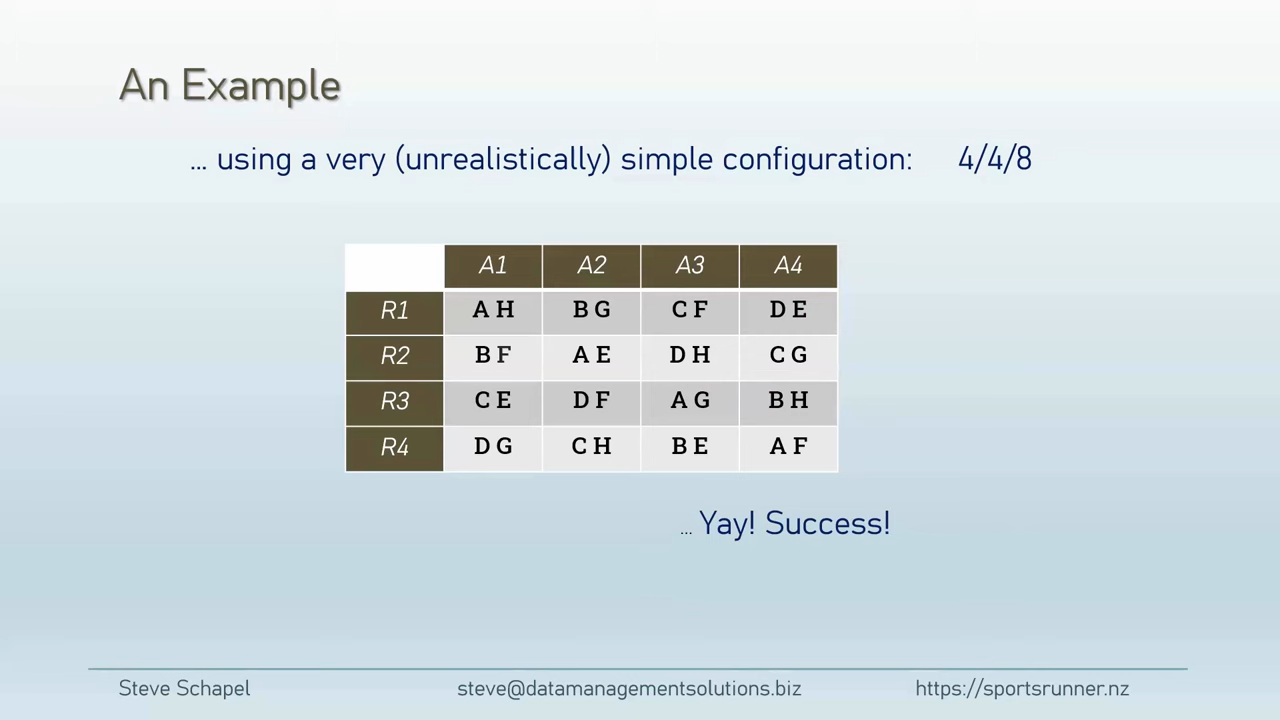 An Example
... using a very (unrealistically) simple configuration: 4/4/8
A1 A2 A3 A4
R1 A H B G C F D E
R2 B F A E D H C G
R3 C E D F A G B H
R4 D G C H B E A F
... Yay! Success!
Steve Schapel steve@datamanagementsolutions.biz https://sportsrunner.nz